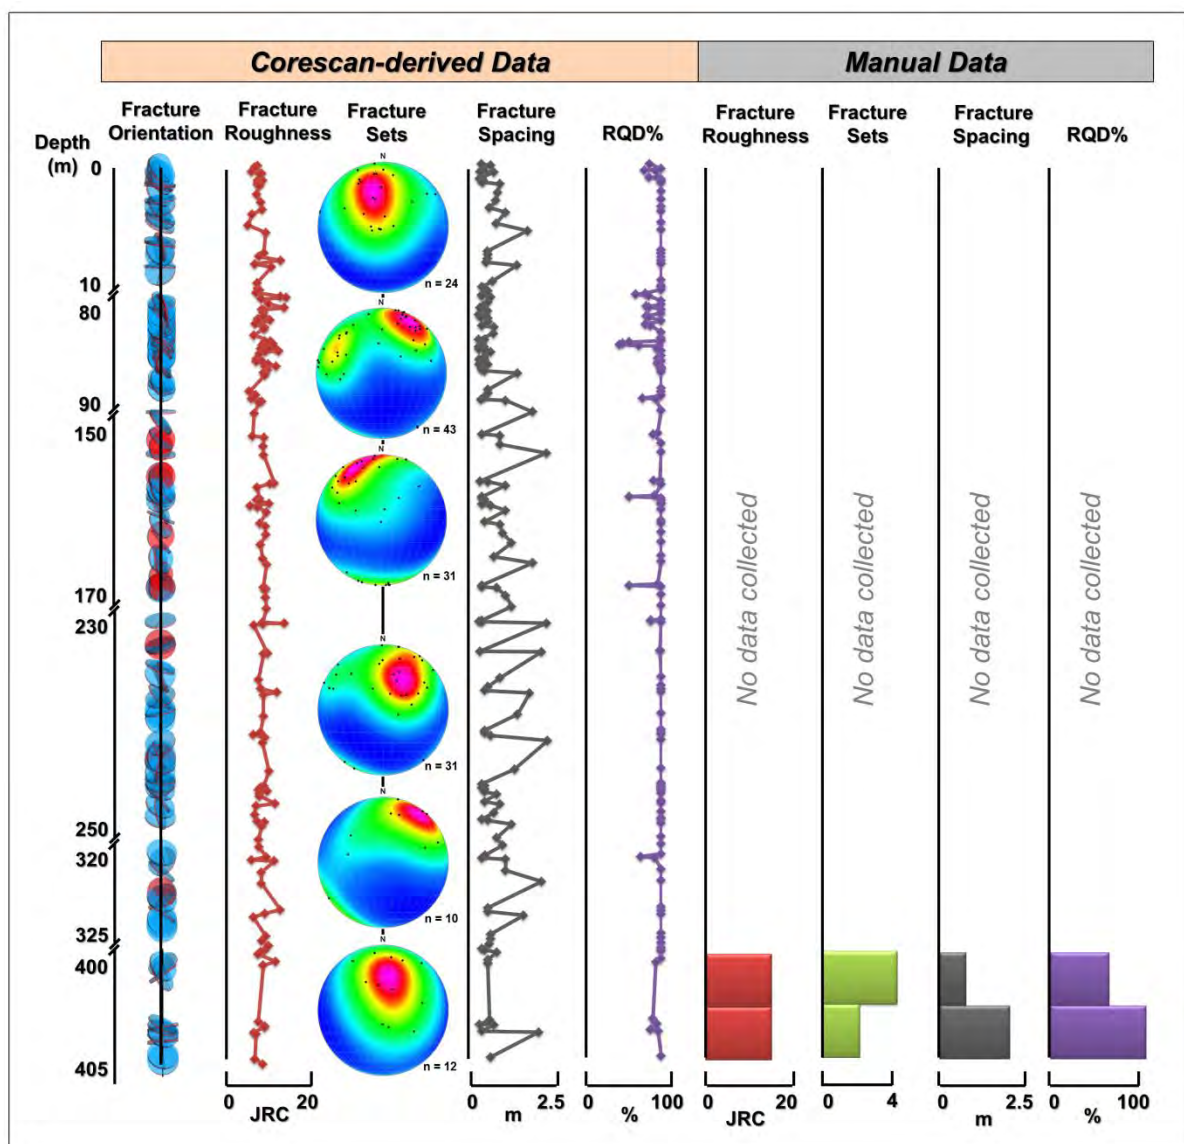 Corescan-derived Data
Manual Data
Depth
(m)
Fracture
Orientation
Fracture
Roughness
Fracture
Sets
Fracture
Spacing
RQD%
Fracture
Roughness
Fracture
Sets
Fracture
Spacing
RQD%
0
10
80
90
150
170
230
250
320
325
400
405
N
n = 24
N
n = 43
N
n = 31
N
n = 31
N
n = 10
N
n = 12
No data collected
No data collected
No data collected
No data collected
0 JRC 20
0 m 2.5
0 % 100
0 JRC 20
0 4
0 m 2.5
0 % 100